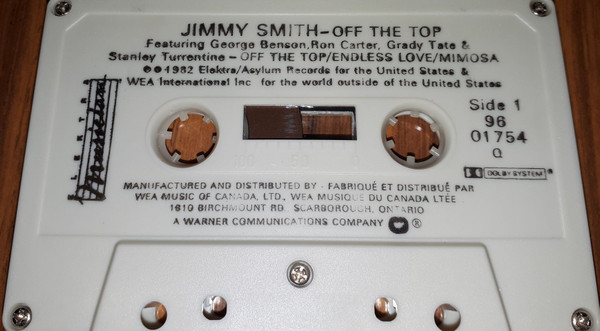 JIMMY SMITH-OFF THE TOP
Featuring George Benson, Ron Carter, Grady Tate &
Stanley Turrentine - OFF THE TOP/ENDLESS LOVE/MIMOSA
℗©1982 Elektra/Asylum Records for the United States &
WEA International Inc for the world outside of the United States
Side 1
96
01754
Q
ELEKTRA
Musician
DOLBY SYSTEM®
MANUFACTURED AND DISTRIBUTED BY - FABRIQUÉ ET DISTRIBUÉ PAR
WEA MUSIC OF CANADA, LTD., WEA MUSIQUE DU CANADA LTÉE
1810 BIRCHMOUNT RD. SCARBOROUGH, ONTARIO
A WARNER COMMUNICATIONS COMPANY ®